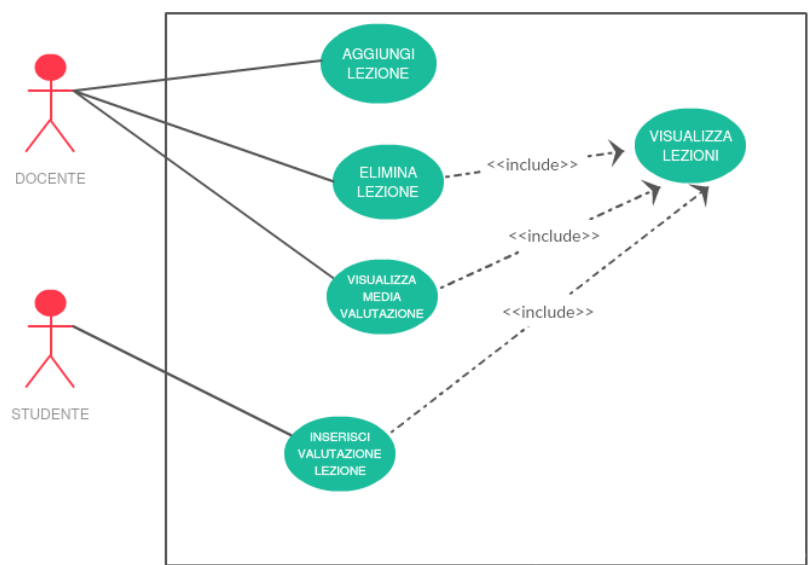 AGGIUNGI
LEZIONE
DOCENTE
ELIMINA
LEZIONE
<<include>>
VISUALIZZA
LEZIONI
<<include>>
VISUALIZZA
MEDIA
VALUTAZIONE
<<include>>
STUDENTE
INSERISCI
VALUTAZIONE
LEZIONE